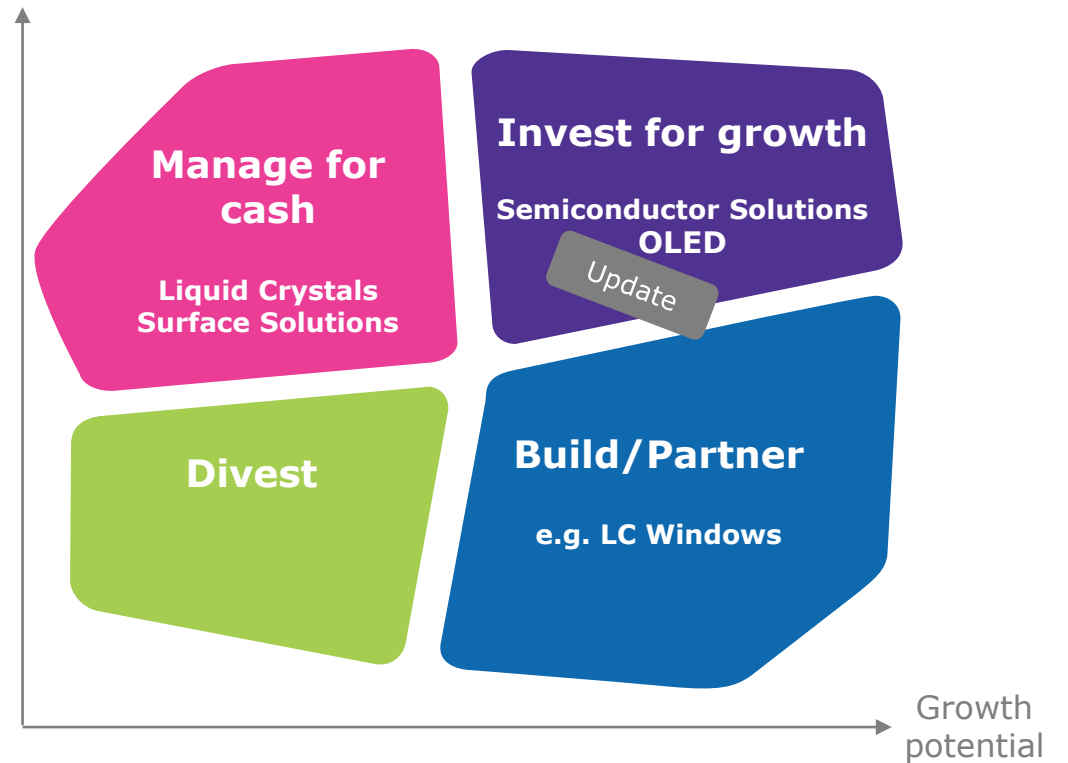 Manage for
cash
Liquid Crystals
Surface Solutions
Invest for growth
Semiconductor Solutions
OLED
Update
Divest
Build/Partner
e.g. LC Windows
Growth
potential